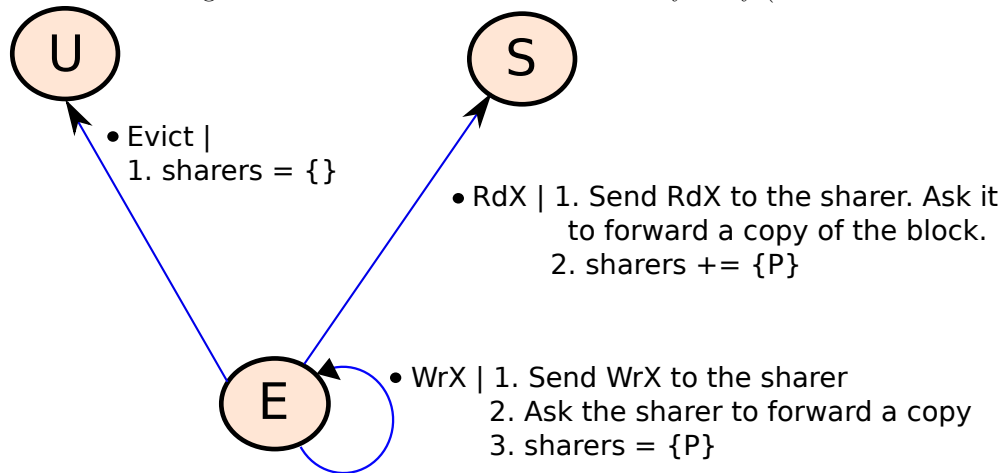 U
S
• Evict |
1. sharers = {}
• RdX | 1. Send RdX to the sharer. Ask it
to forward a copy of the block.
2. sharers += {P}
E
• WrX | 1. Send WrX to the sharer
2. Ask the sharer to forward a copy
3. sharers = {P}